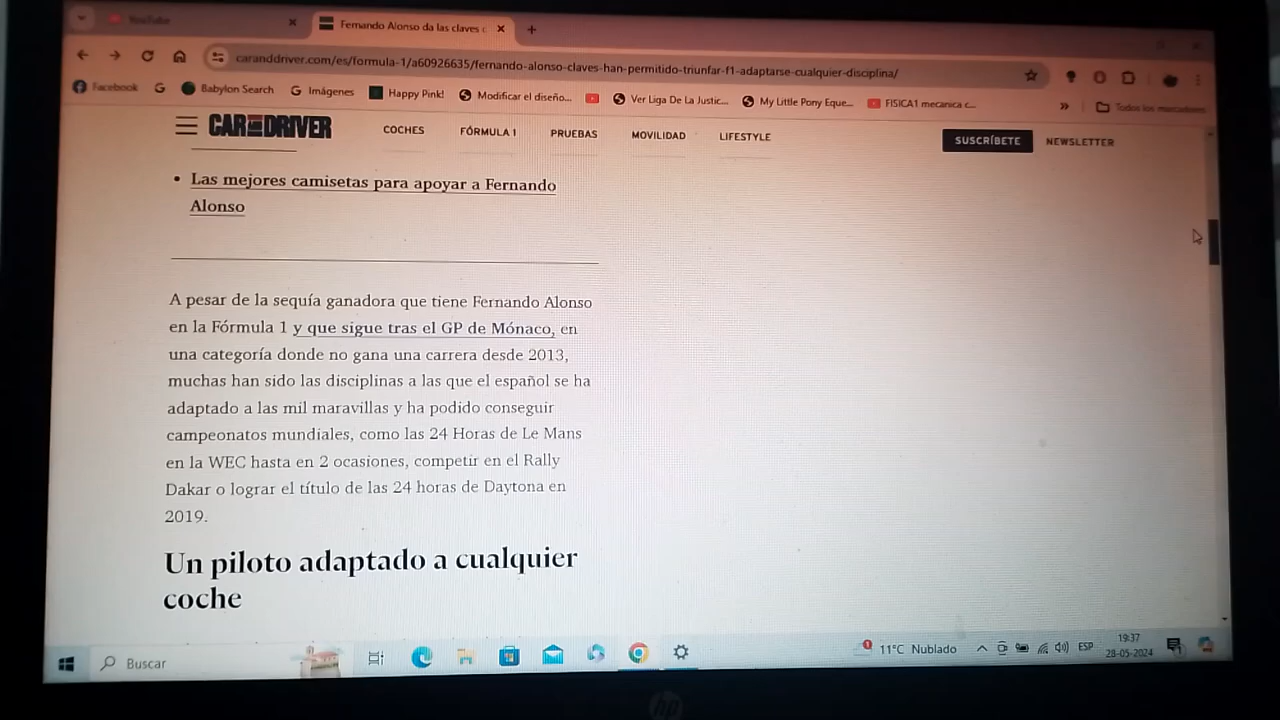 YouTube
Fernando Alonso da las claves
caranddriver.com/es/formula-1/a60926635/fernando-alonso-claves-han-permitido-triunfar-f1-adaptarse-cualquier-disciplina/
Facebook
Babylon Search
Imágenes
Happy Pink!
Modificar el diseño...
Ver Liga De La Justic...
My Little Pony Eque...
FISICA1 mecanica c...
Todos los marcadores
CAR AND DRIVER
COCHES
FÓRMULA 1
PRUEBAS
MOVILIDAD
LIFESTYLE
SUSCRÍBETE
NEWSLETTER
• Las mejores camisetas para apoyar a Fernando
Alonso
A pesar de la sequía ganadora que tiene Fernando Alonso
en la Fórmula 1 y que sigue tras el GP de Mónaco, en
una categoría donde no gana una carrera desde 2013,
muchas han sido las disciplinas a las que el español se ha
adaptado a las mil maravillas y ha podido conseguir
campeonatos mundiales, como las 24 Horas de Le Mans
en la WEC hasta en 2 ocasiones, competir en el Rally
Dakar o lograr el título de las 24 horas de Daytona en
2019.
Un piloto adaptado a cualquier
coche
Buscar
11°C Nublado
ESP
19:37
28-05-2024
hp